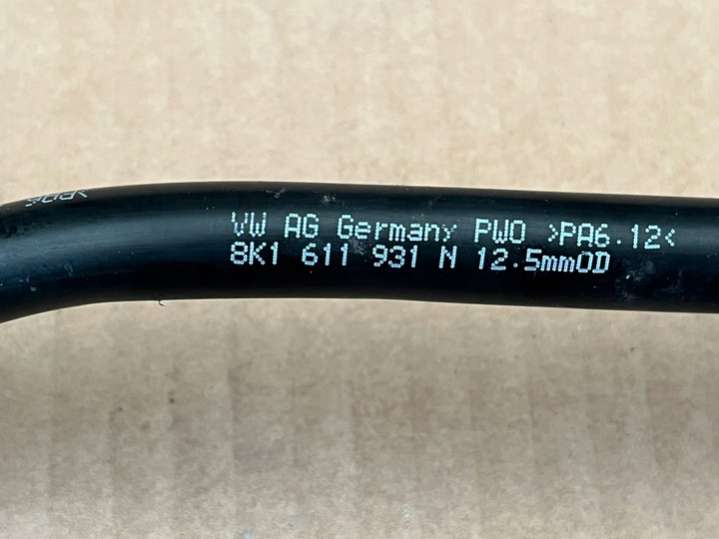 VW AG Germany PWO >PA6.12<
8K1 611 931 N 12.5mmOD